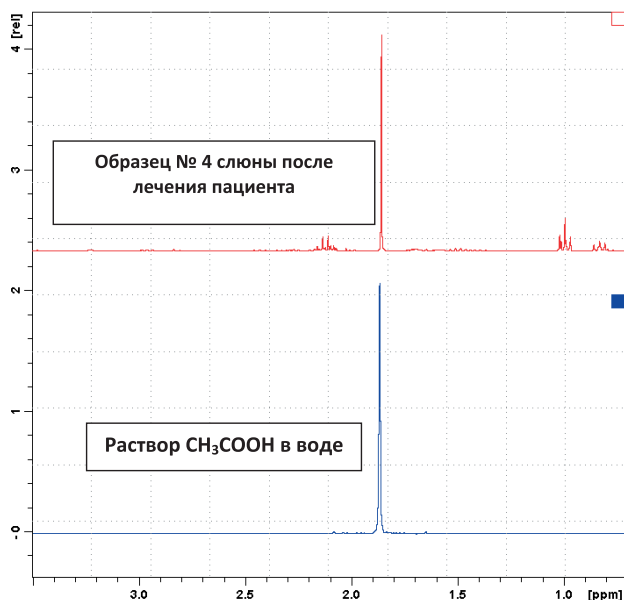 4 [rel]
Образец № 4 слюны после
лечения пациента
3
2
1
Раствор CH₃COOH в воде
- 0
3.0 2.5 2.0 1.5 1.0 [ppm]